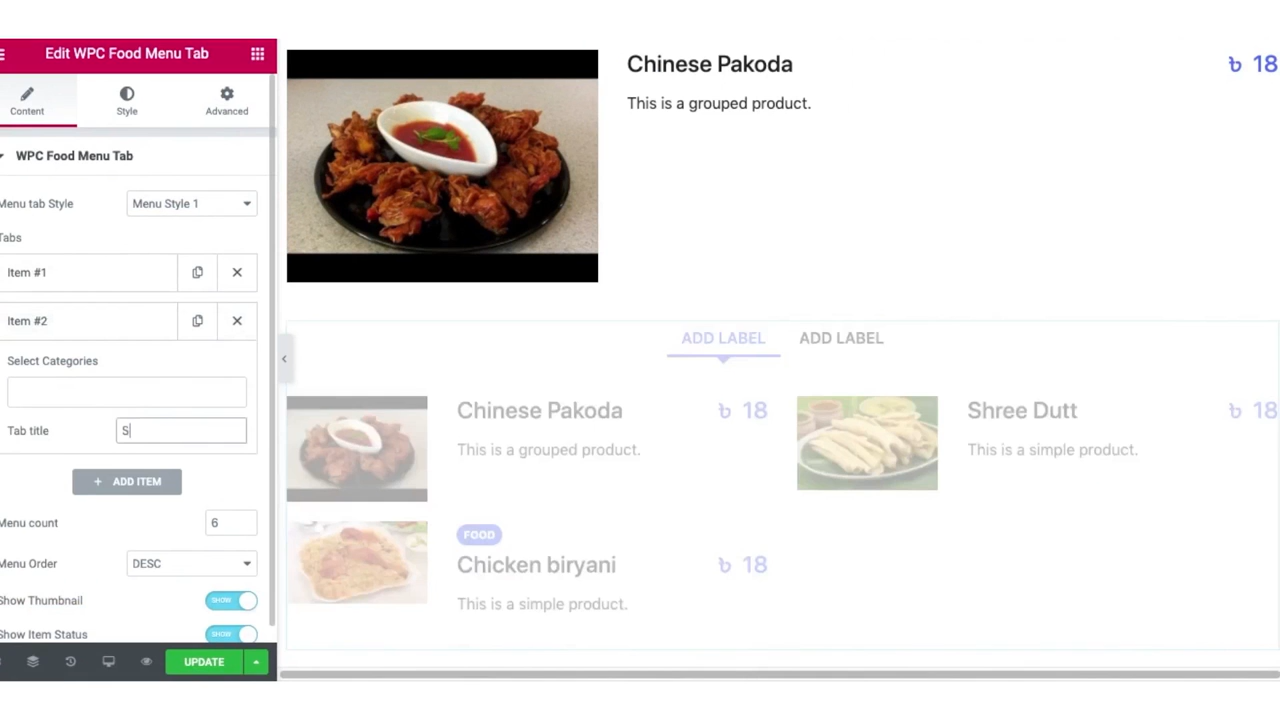 Edit WPC Food Menu Tab
Content
Style
Advanced
WPC Food Menu Tab
Menu tab Style
Menu Style 1
Tabs
Item #1
Item #2
Select Categories
Tab title
S
+ ADD ITEM
Menu count
6
Menu Order
DESC
Show Thumbnail
SHOW
Show Item Status
SHOW
UPDATE
Chinese Pakoda
৳ 18
This is a grouped product.
ADD LABEL
ADD LABEL
Chinese Pakoda
৳ 18
This is a grouped product.
Shree Dutt
৳ 18
This is a simple product.
FOOD
Chicken biryani
৳ 18
This is a simple product.